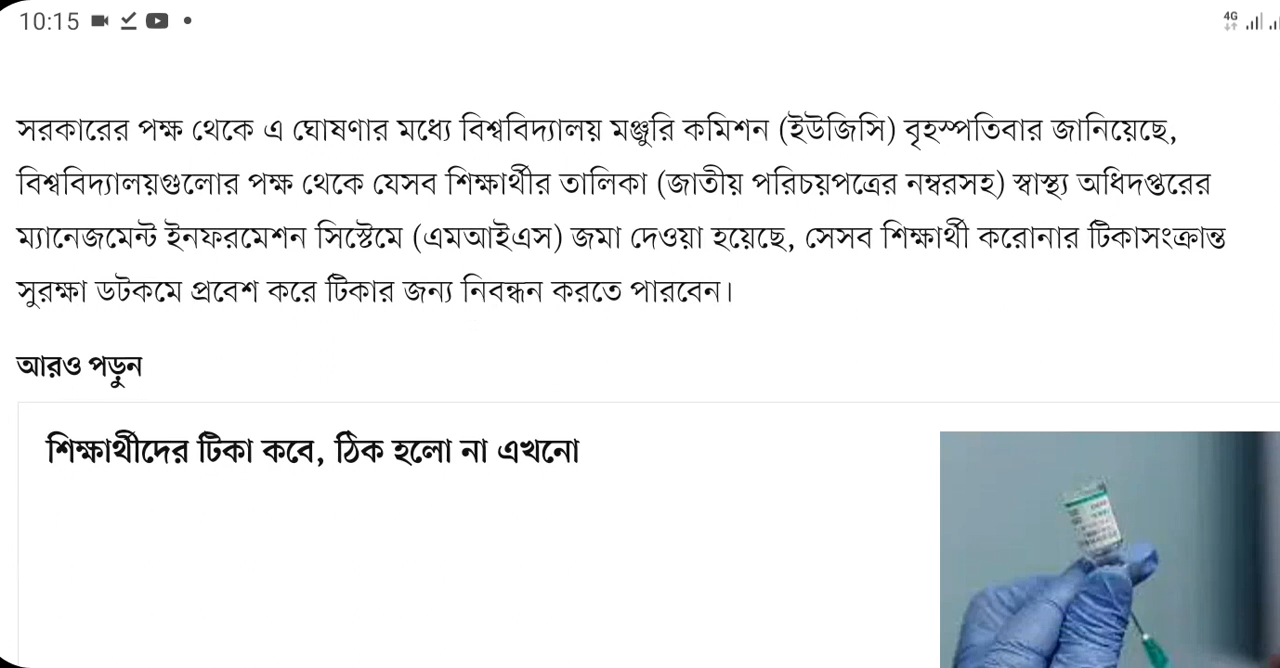 10:15
4G
সরকারের পক্ষ থেকে এ ঘোষণার মধ্যে বিশ্ববিদ্যালয় মঞ্জুরি কমিশন (ইউজিসি) বৃহস্পতিবার জানিয়েছে,
বিশ্ববিদ্যালয়গুলোর পক্ষ থেকে যেসব শিক্ষার্থীর তালিকা (জাতীয় পরিচয়পত্রের নম্বরসহ) স্বাস্থ্য অধিদপ্তরের
ম্যানেজমেন্ট ইনফরমেশন সিস্টেমে (এমআইএস) জমা দেওয়া হয়েছে, সেসব শিক্ষার্থী করোনার টিকাসংক্রান্ত
সুরক্ষা ডটকমে প্রবেশ করে টিকার জন্য নিবন্ধন করতে পারবেন।
আরও পড়ুন
শিক্ষার্থীদের টিকা কবে, ঠিক হলো না এখনো